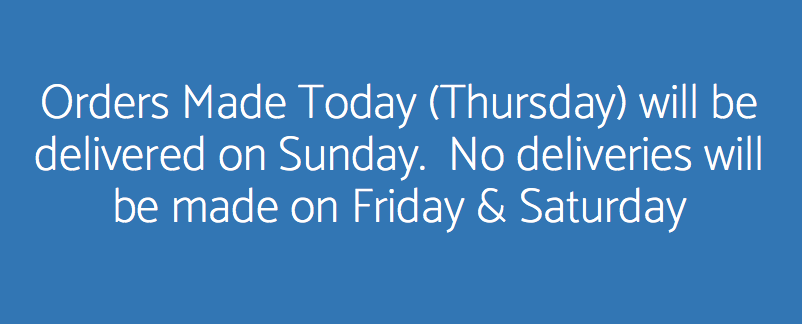 Orders Made Today (Thursday) will be
delivered on Sunday.  No deliveries will
be made on Friday & Saturday